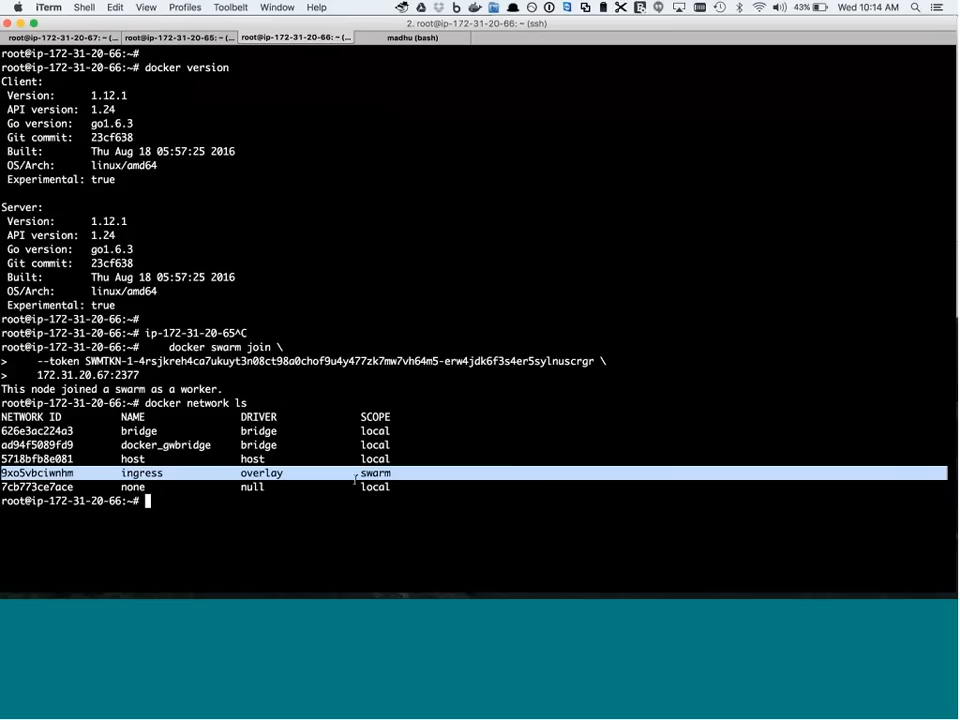 iTerm Shell Edit View Profiles Toolbelt Window Help 43% Wed 10:14 AM
2. root@ip-172-31-20-66: ~ (ssh)
root@ip-172-31-20-67: ~ (... root@ip-172-31-20-65: ~ (... root@ip-172-31-20-66: ~ (... madhu (bash)
root@ip-172-31-20-66:~#
root@ip-172-31-20-66:~# docker version
Client:
Version: 1.12.1
API version: 1.24
Go version: go1.6.3
Git commit: 23cf638
Built: Thu Aug 18 05:57:25 2016
OS/Arch: linux/amd64
Experimental: true
Server:
Version: 1.12.1
API version: 1.24
Go version: go1.6.3
Git commit: 23cf638
Built: Thu Aug 18 05:57:25 2016
OS/Arch: linux/amd64
Experimental: true
root@ip-172-31-20-66:~#
root@ip-172-31-20-66:~# ip-172-31-20-65^C
root@ip-172-31-20-66:~# docker swarm join \
> --token SWMTKN-1-4rsjkreh4ca7ukuyt3n08ct98a0chof9u4y477zk7mw7vh64m5-erw4jdk6f3s4er5sylnuscrgr \
> 172.31.20.67:2377
This node joined a swarm as a worker.
root@ip-172-31-20-66:~# docker network ls
NETWORK ID NAME DRIVER SCOPE
626e3ac224a3 bridge bridge local
ad94f5089fd9 docker_gwbridge bridge local
5718bfb8e081 host host local
9xo5vbciwnhm ingress overlay swarm
7cb773ce7ace none null local
root@ip-172-31-20-66:~#